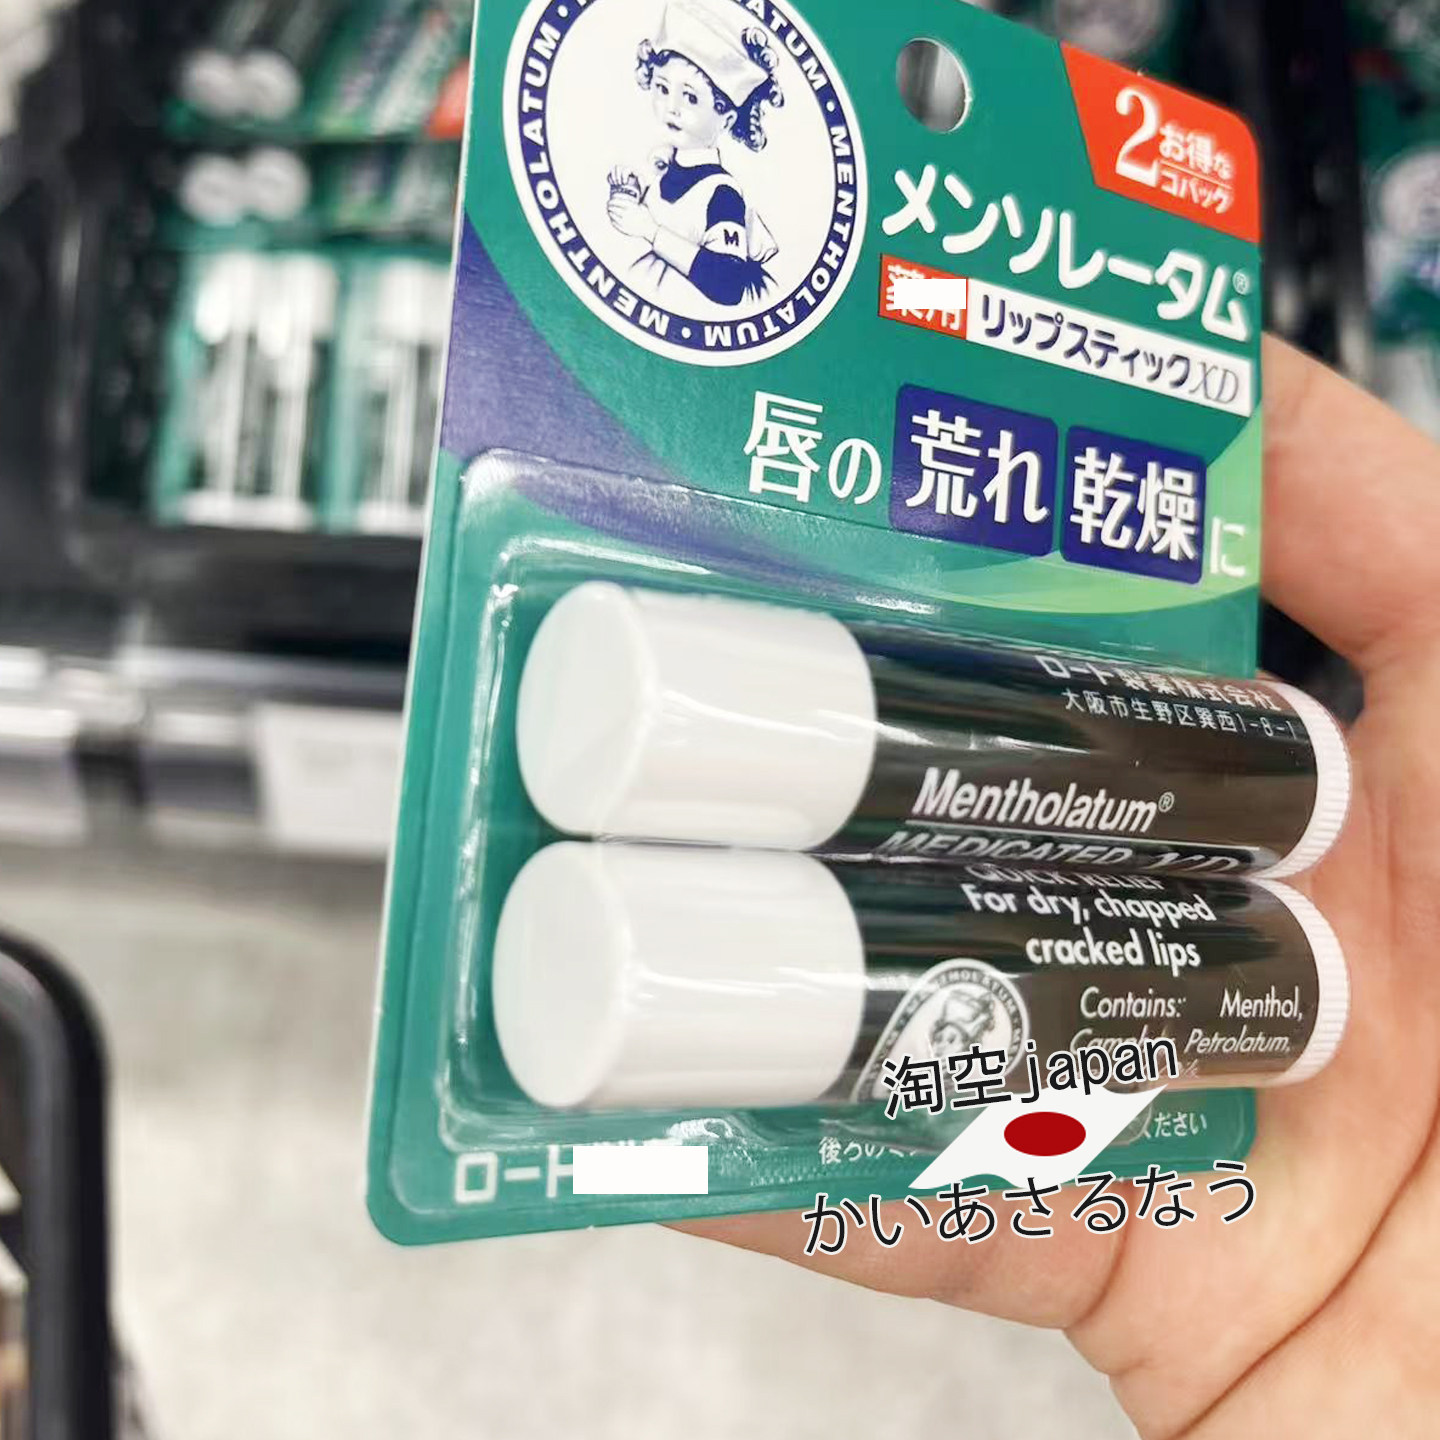 MENTHOLATUM・MENTHOLATUM・MENTHOLATUM・MENTHOLATUM
M
2
お得な
コパック
メンソレータム®
薬用 リップスティックXD
唇の 荒れ 乾燥 に
ロート製薬株式会社
大阪市生野区巽西1-8-1
Mentholatum®
MEDICATED XD
QUICK RELIEF
For dry, chapped
cracked lips
Contains: Menthol,
Petrolatum,
淘空japan
ください
ロート
かいあさるなう